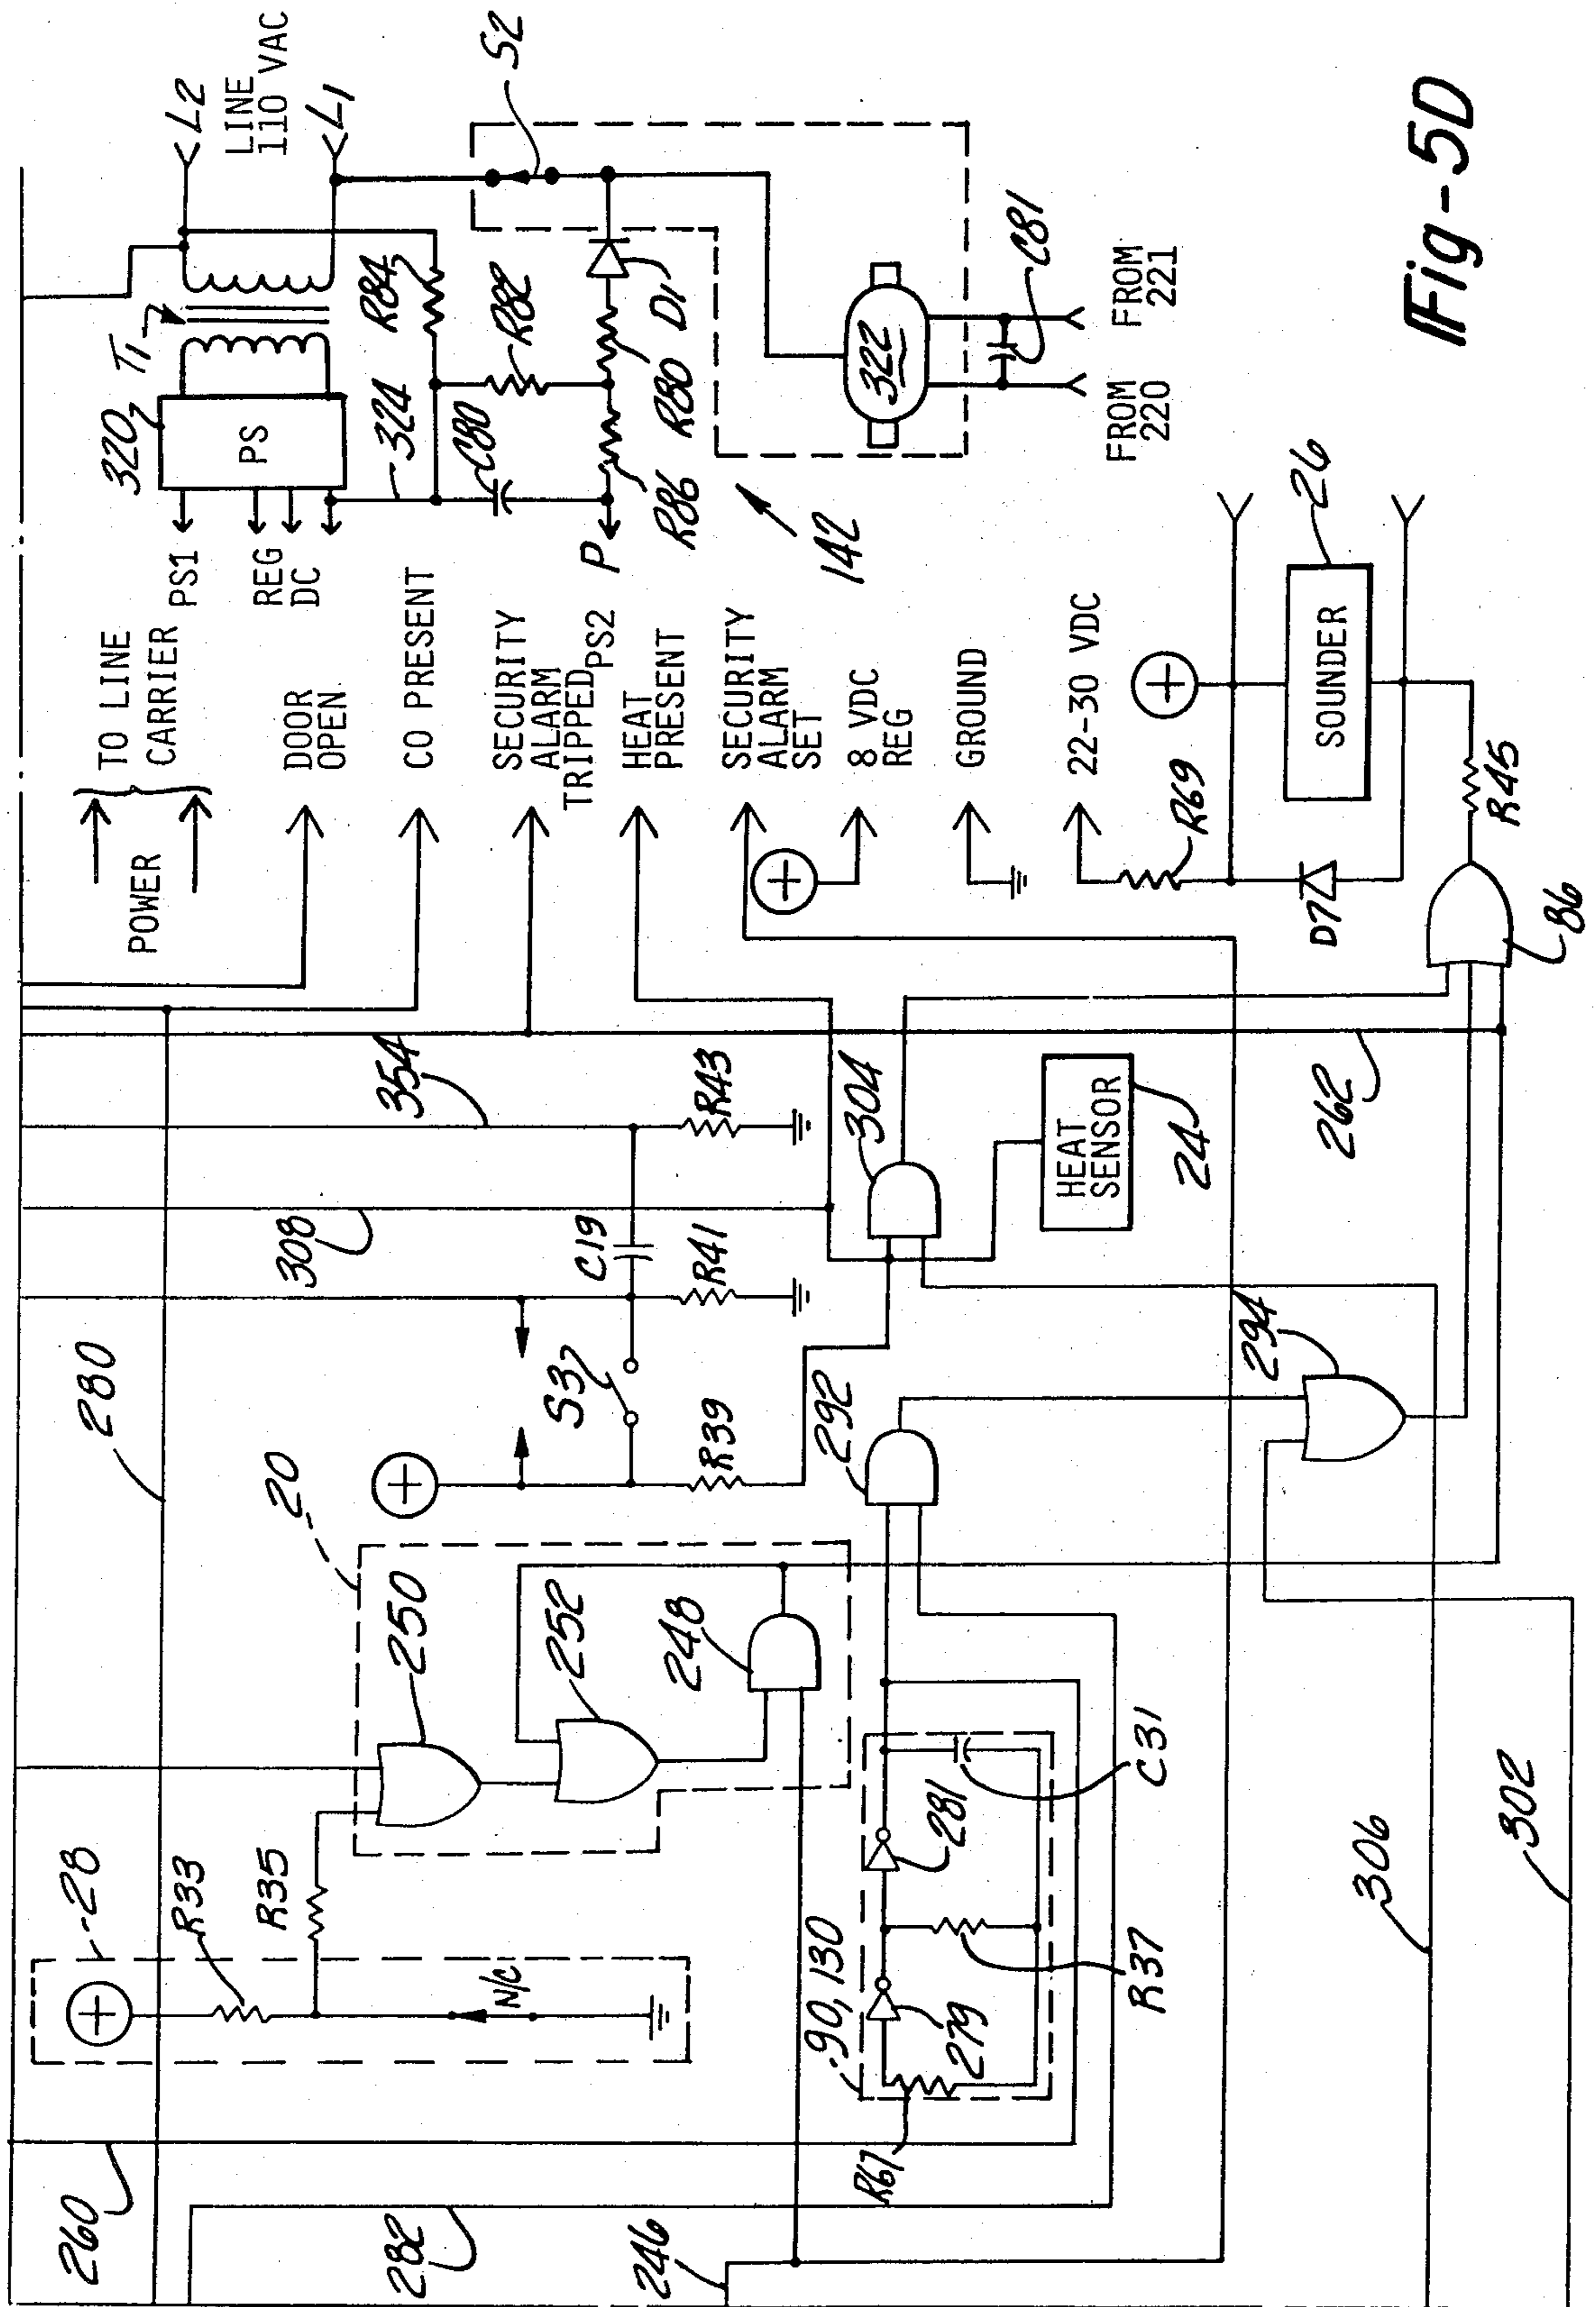 L2
LINE
110 VAC
L1
T1
320
PS
PS1
REG
DC
324
R84
R82
C80
R80
D1
R86
P
S2
142
322
C81
FROM
220
FROM
221
Fig-5D
TO LINE
CARRIER
POWER
DOOR
OPEN
CO PRESENT
SECURITY
ALARM
TRIPPED
PS2
HEAT
PRESENT
SECURITY
ALARM
SET
8 VDC
REG
GROUND
22-30 VDC
+
+
R69
D7
SOUNDER
26
R45
86
280
308
354
20
+
S3
C19
R39
R41
R43
304
HEAT
SENSOR
24
262
292
294
28
+
R33
R35
N/C
250
252
248
90, 130
279
281
R67
R37
C31
260
282
246
306
302